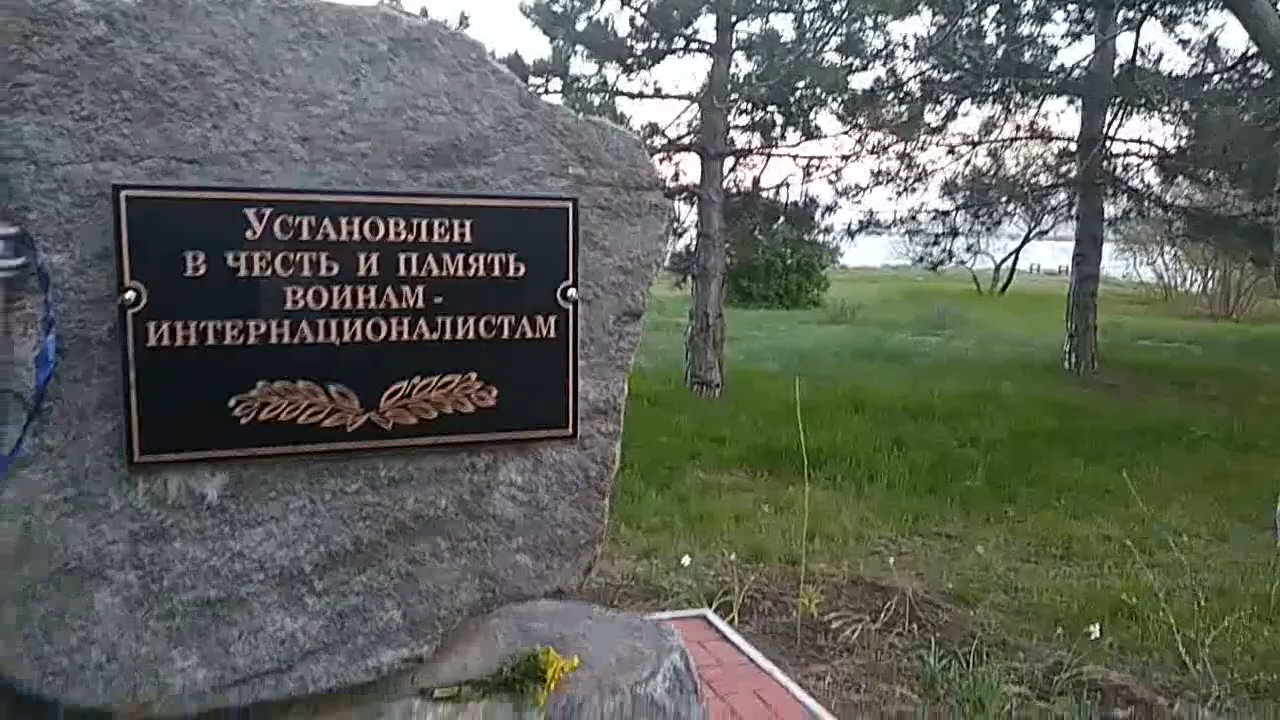 УСТАНОВЛЕН
В ЧЕСТЬ И ПАМЯТЬ
ВОИНАМ -
ИНТЕРНАЦИОНАЛИСТАМ